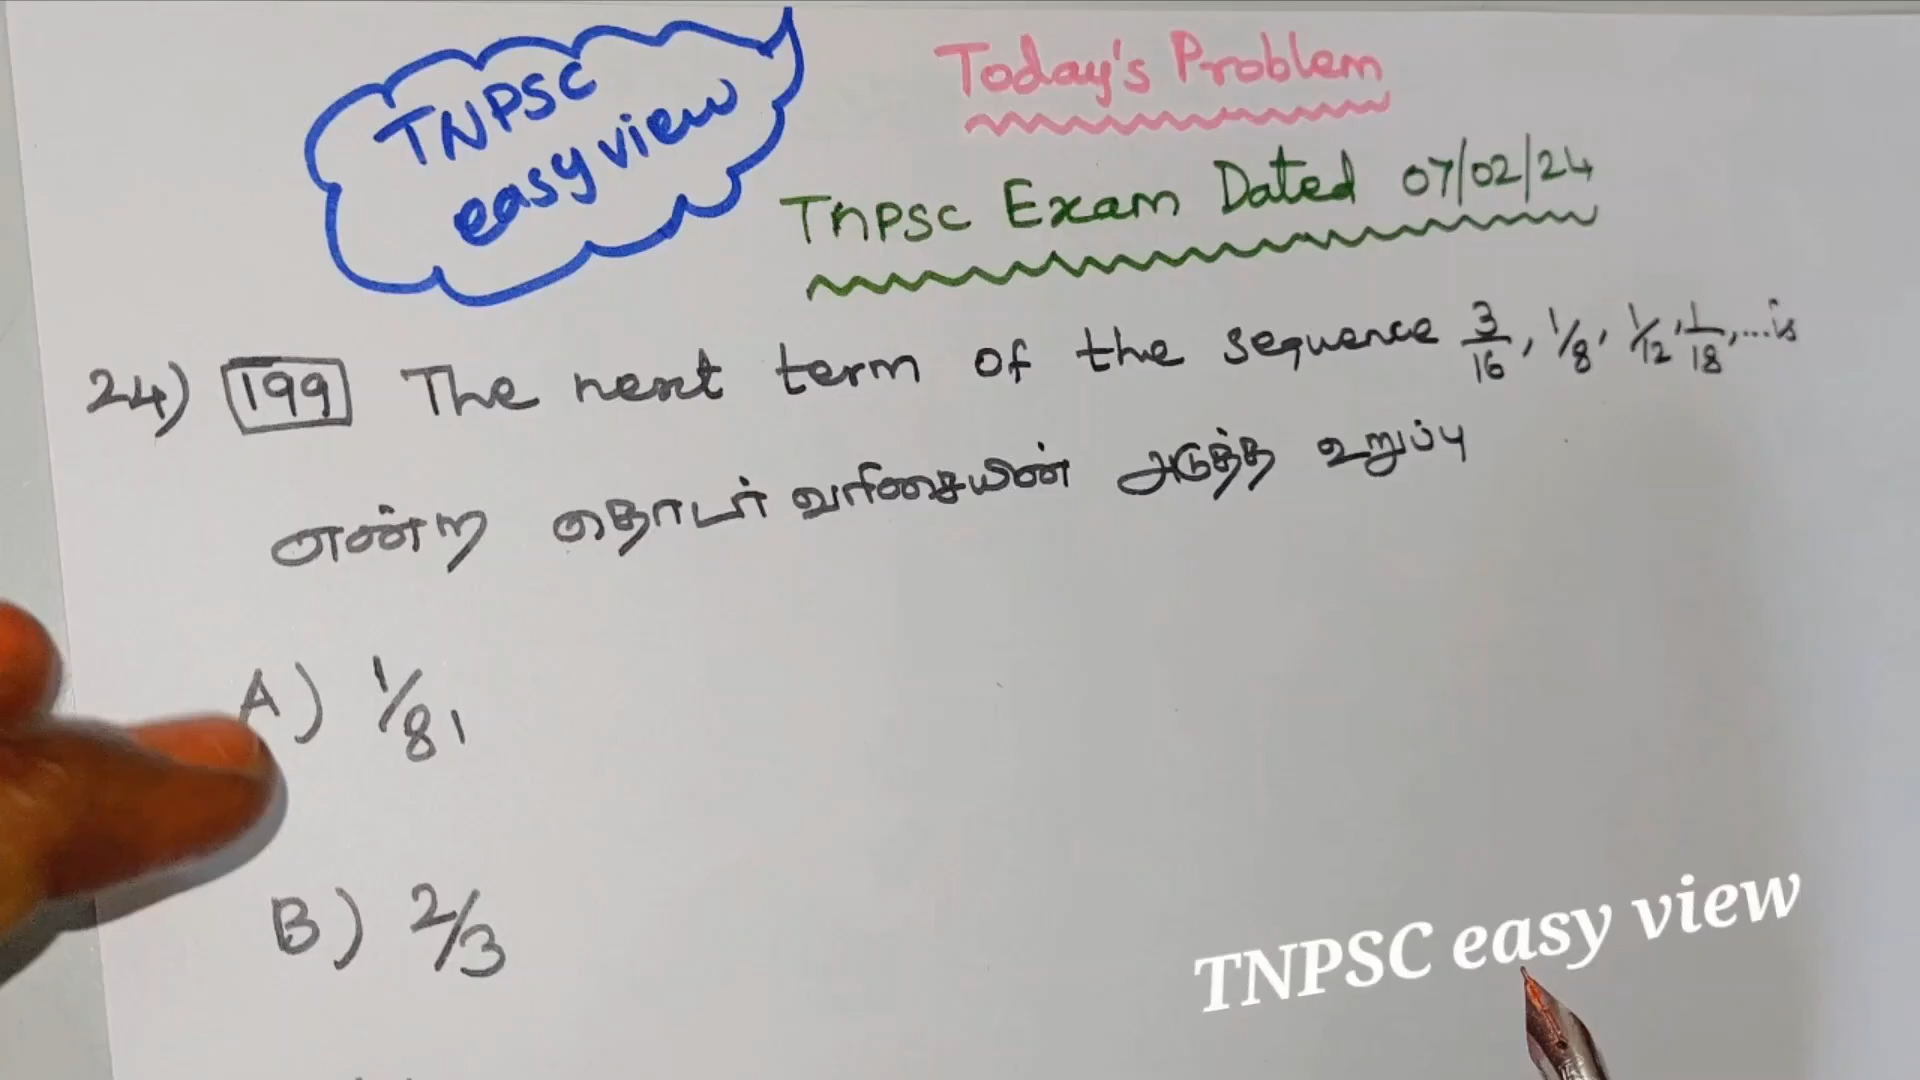 TNPSC
easy view
Today's Problem
TNPSC Exam Dated 07/02/24
24) 199 The next term of the sequence 3/16, 1/8, 1/12, 1/18, ... is
என்ற தொடர் வரிசையின் அடுத்த உறுப்பு
A) 1/81
B) 2/3
TNPSC easy view